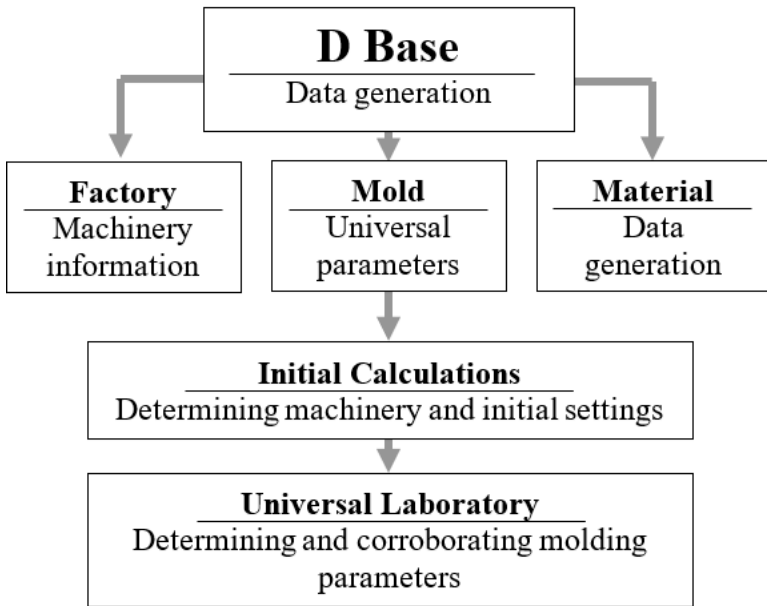 D Base
Data generation
Factory
Machinery
information
Mold
Universal
parameters
Material
Data
generation
Initial Calculations
Determining machinery and initial settings
Universal Laboratory
Determining and corroborating molding
parameters